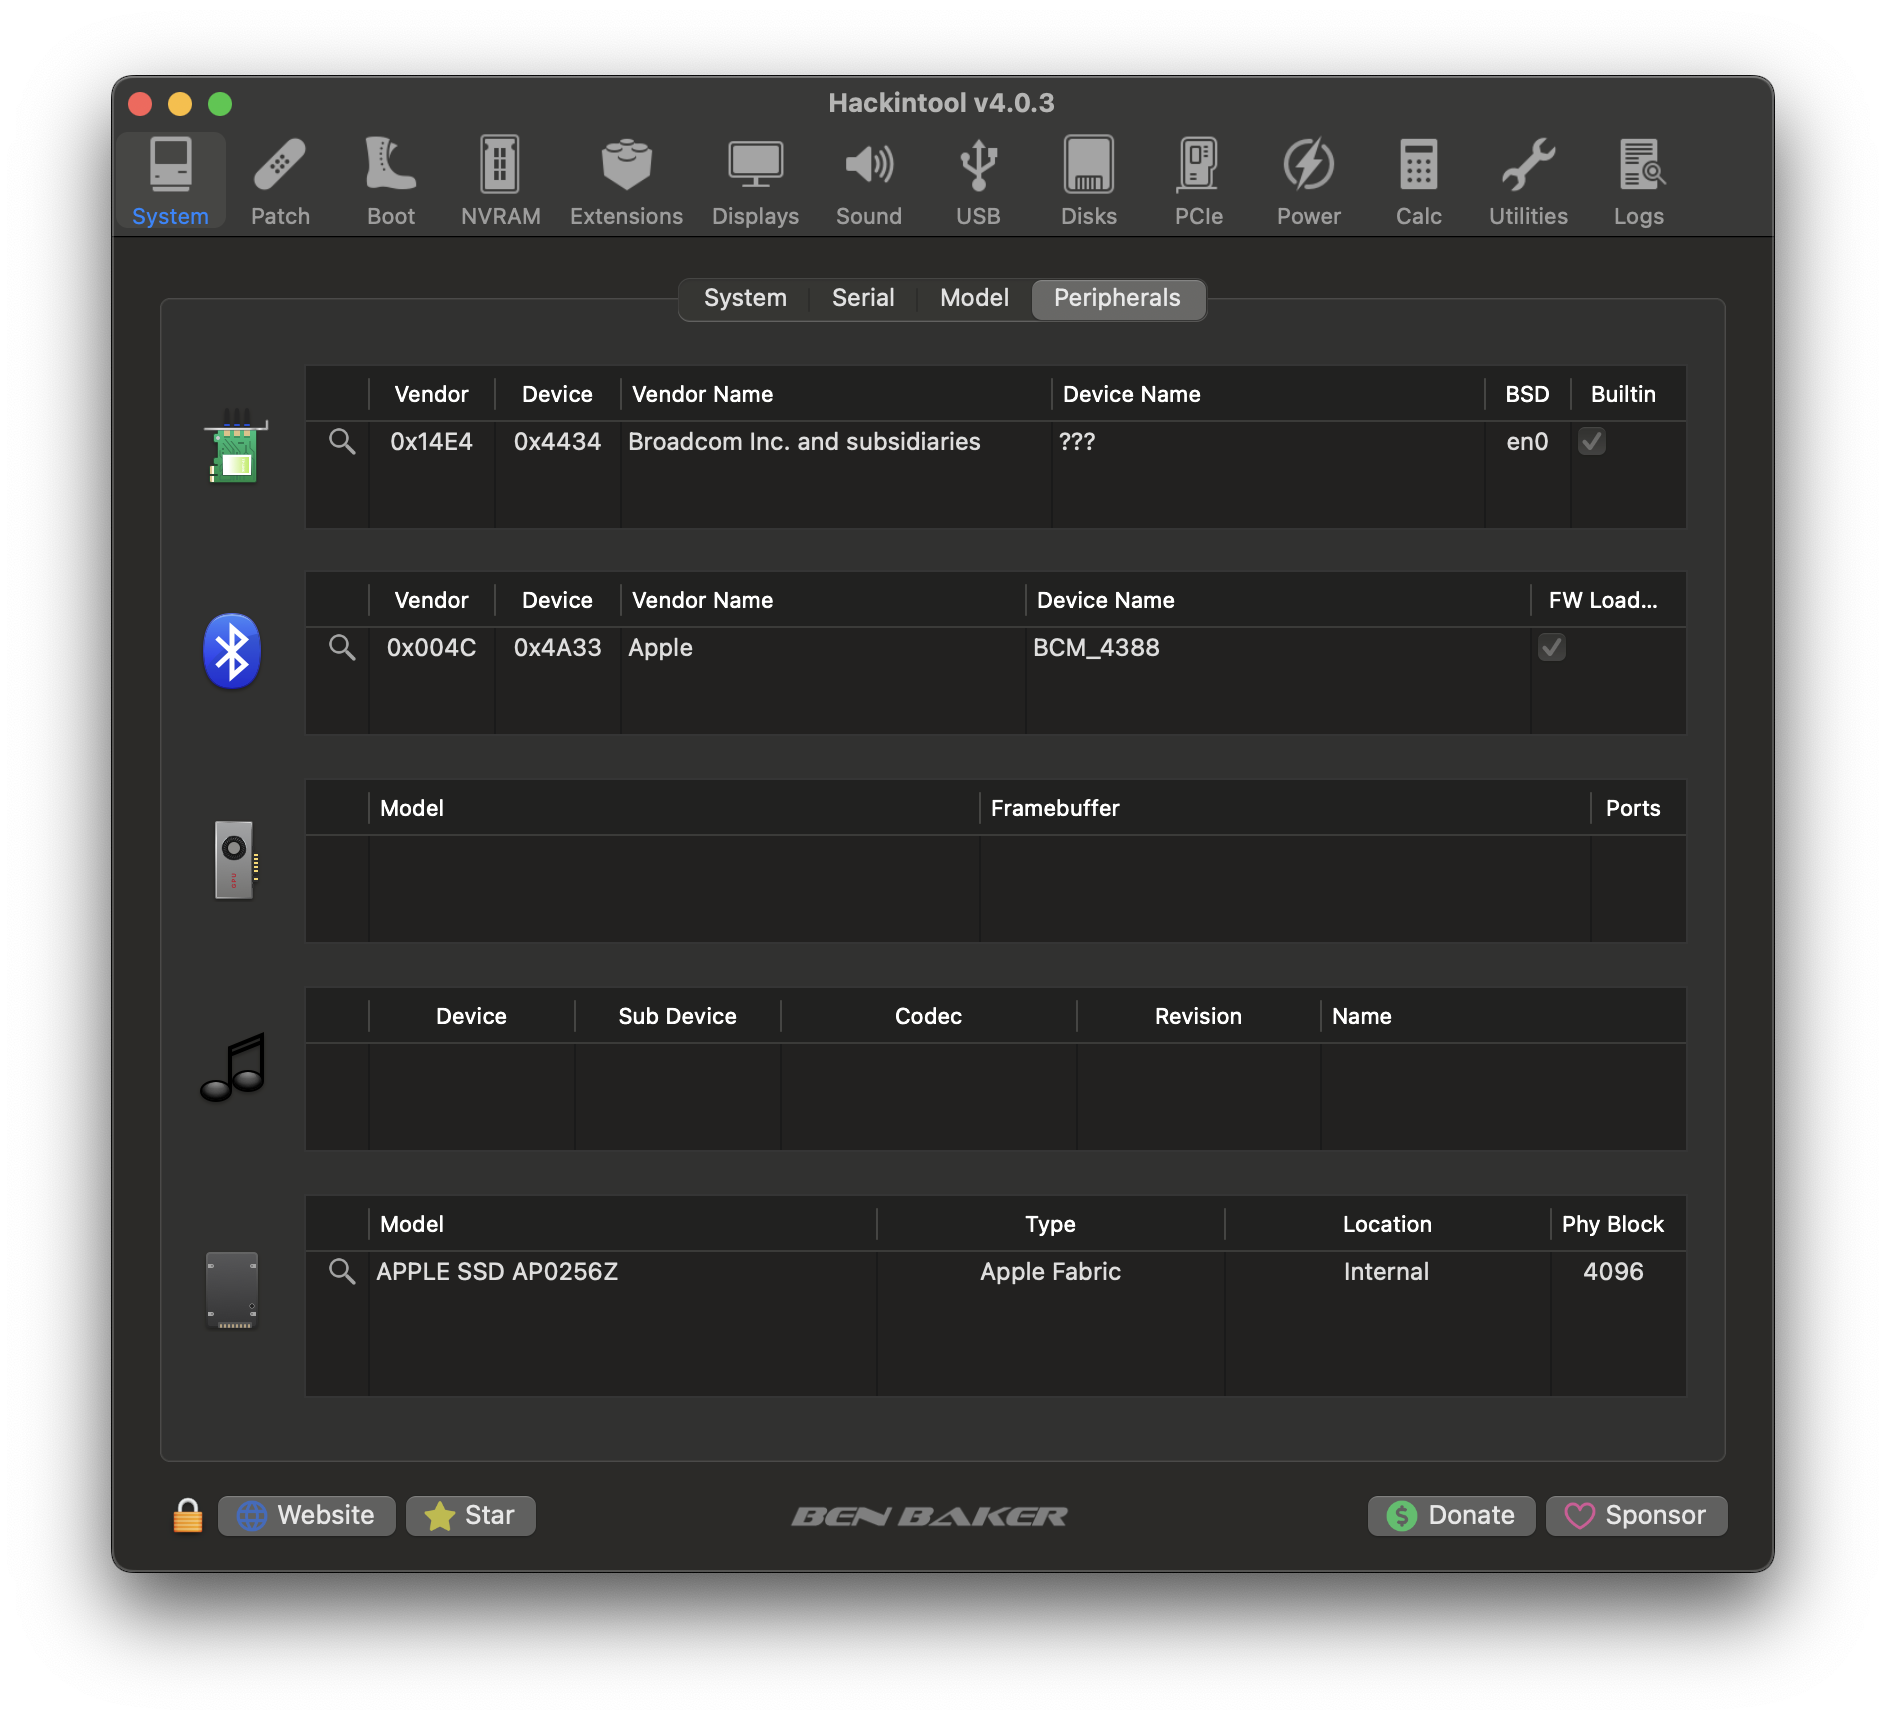 Hackintool v4.0.3
System Patch Boot NVRAM Extensions Displays Sound USB Disks PCIe Power Calc Utilities Logs
System Serial Model Peripherals
Vendor Device Vendor Name Device Name BSD Builtin
0x14E4 0x4434 Broadcom Inc. and subsidiaries ??? en0
Vendor Device Vendor Name Device Name FW Load...
0x004C 0x4A33 Apple BCM_4388
Model Framebuffer Ports
GPU
Device Sub Device Codec Revision Name
Model Type Location Phy Block
APPLE SSD AP0256Z Apple Fabric Internal 4096
Website Star BEN BAKER $ Donate Sponsor